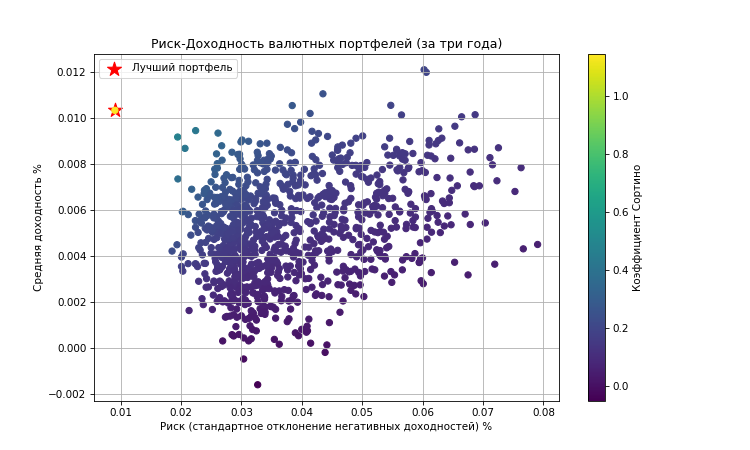 Риск-Доходность валютных портфелей (за три года)
Лучший портфель
Средняя доходность %
0.012
0.010
0.008
0.006
0.004
0.002
0.000
−0.002
0.01 0.02 0.03 0.04 0.05 0.06 0.07 0.08
Риск (стандартное отклонение негативных доходностей) %
1.0
0.8
0.6
0.4
0.2
0.0
Коэффициент Сортино